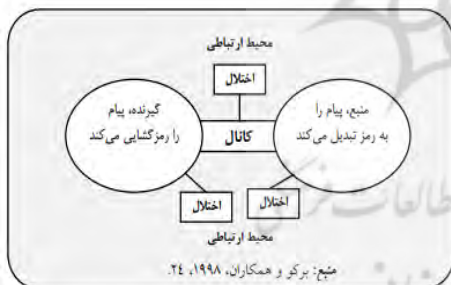 محیط ارتباطی
اختلال
منبع، پیام را
به رمز تبدیل می‌کند
کانال
گیرنده، پیام
را رمزگشایی می‌کند
اختلال
اختلال
محیط ارتباطی
منبع: برکو و همکاران، ۱۹۹۸، ۲۴.